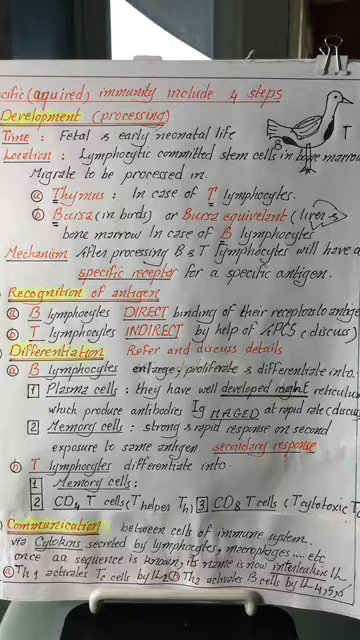 cific (aquired) immunity include 4 steps
Development (processing)
Time : Fetal & early neonatal life
Location : Lymphocytic committed stem cells in bone marrow
Migrate to be processed in.
a Thymus : In case of T lymphocytes.
b Bursa (in birds) or Bursa equivalent (liver &
bone marrow In case of B lymphocytes
B
T
Mechanism After processing B & T lymphocytes will have a
specific receptor for a specific antigen.
Recognition of antigen
a B lymphocytes DIRECT binding of their receptors to antige
b T lymphocytes INDIRECT by help of APCS (discuss)
Differentiation Refer and discuss details
a B lymphocytes enlarge, proliferate & differentiate into.
1 Plasma cells : they have well developed rough E reticulu
which produce antibodies Ig MAGED at rapid rate (discus
2 Memory cells : strong & rapid response on second
exposure to same antigen secondary response
b T lymphocytes differentiate into.
1 Memory cells :
2 CD4 T cells (T helper Th) 3 CD8 T cells (T cytotoxic Tc
Communication between cells of immune system.
via Cytokins secreted by lymphocytes, macrophages... etc
once aa sequence is known, its name is now interleukin IL
a Th1 activates Tc cells by IL2 b Th2 activates B cells by IL 4,5,